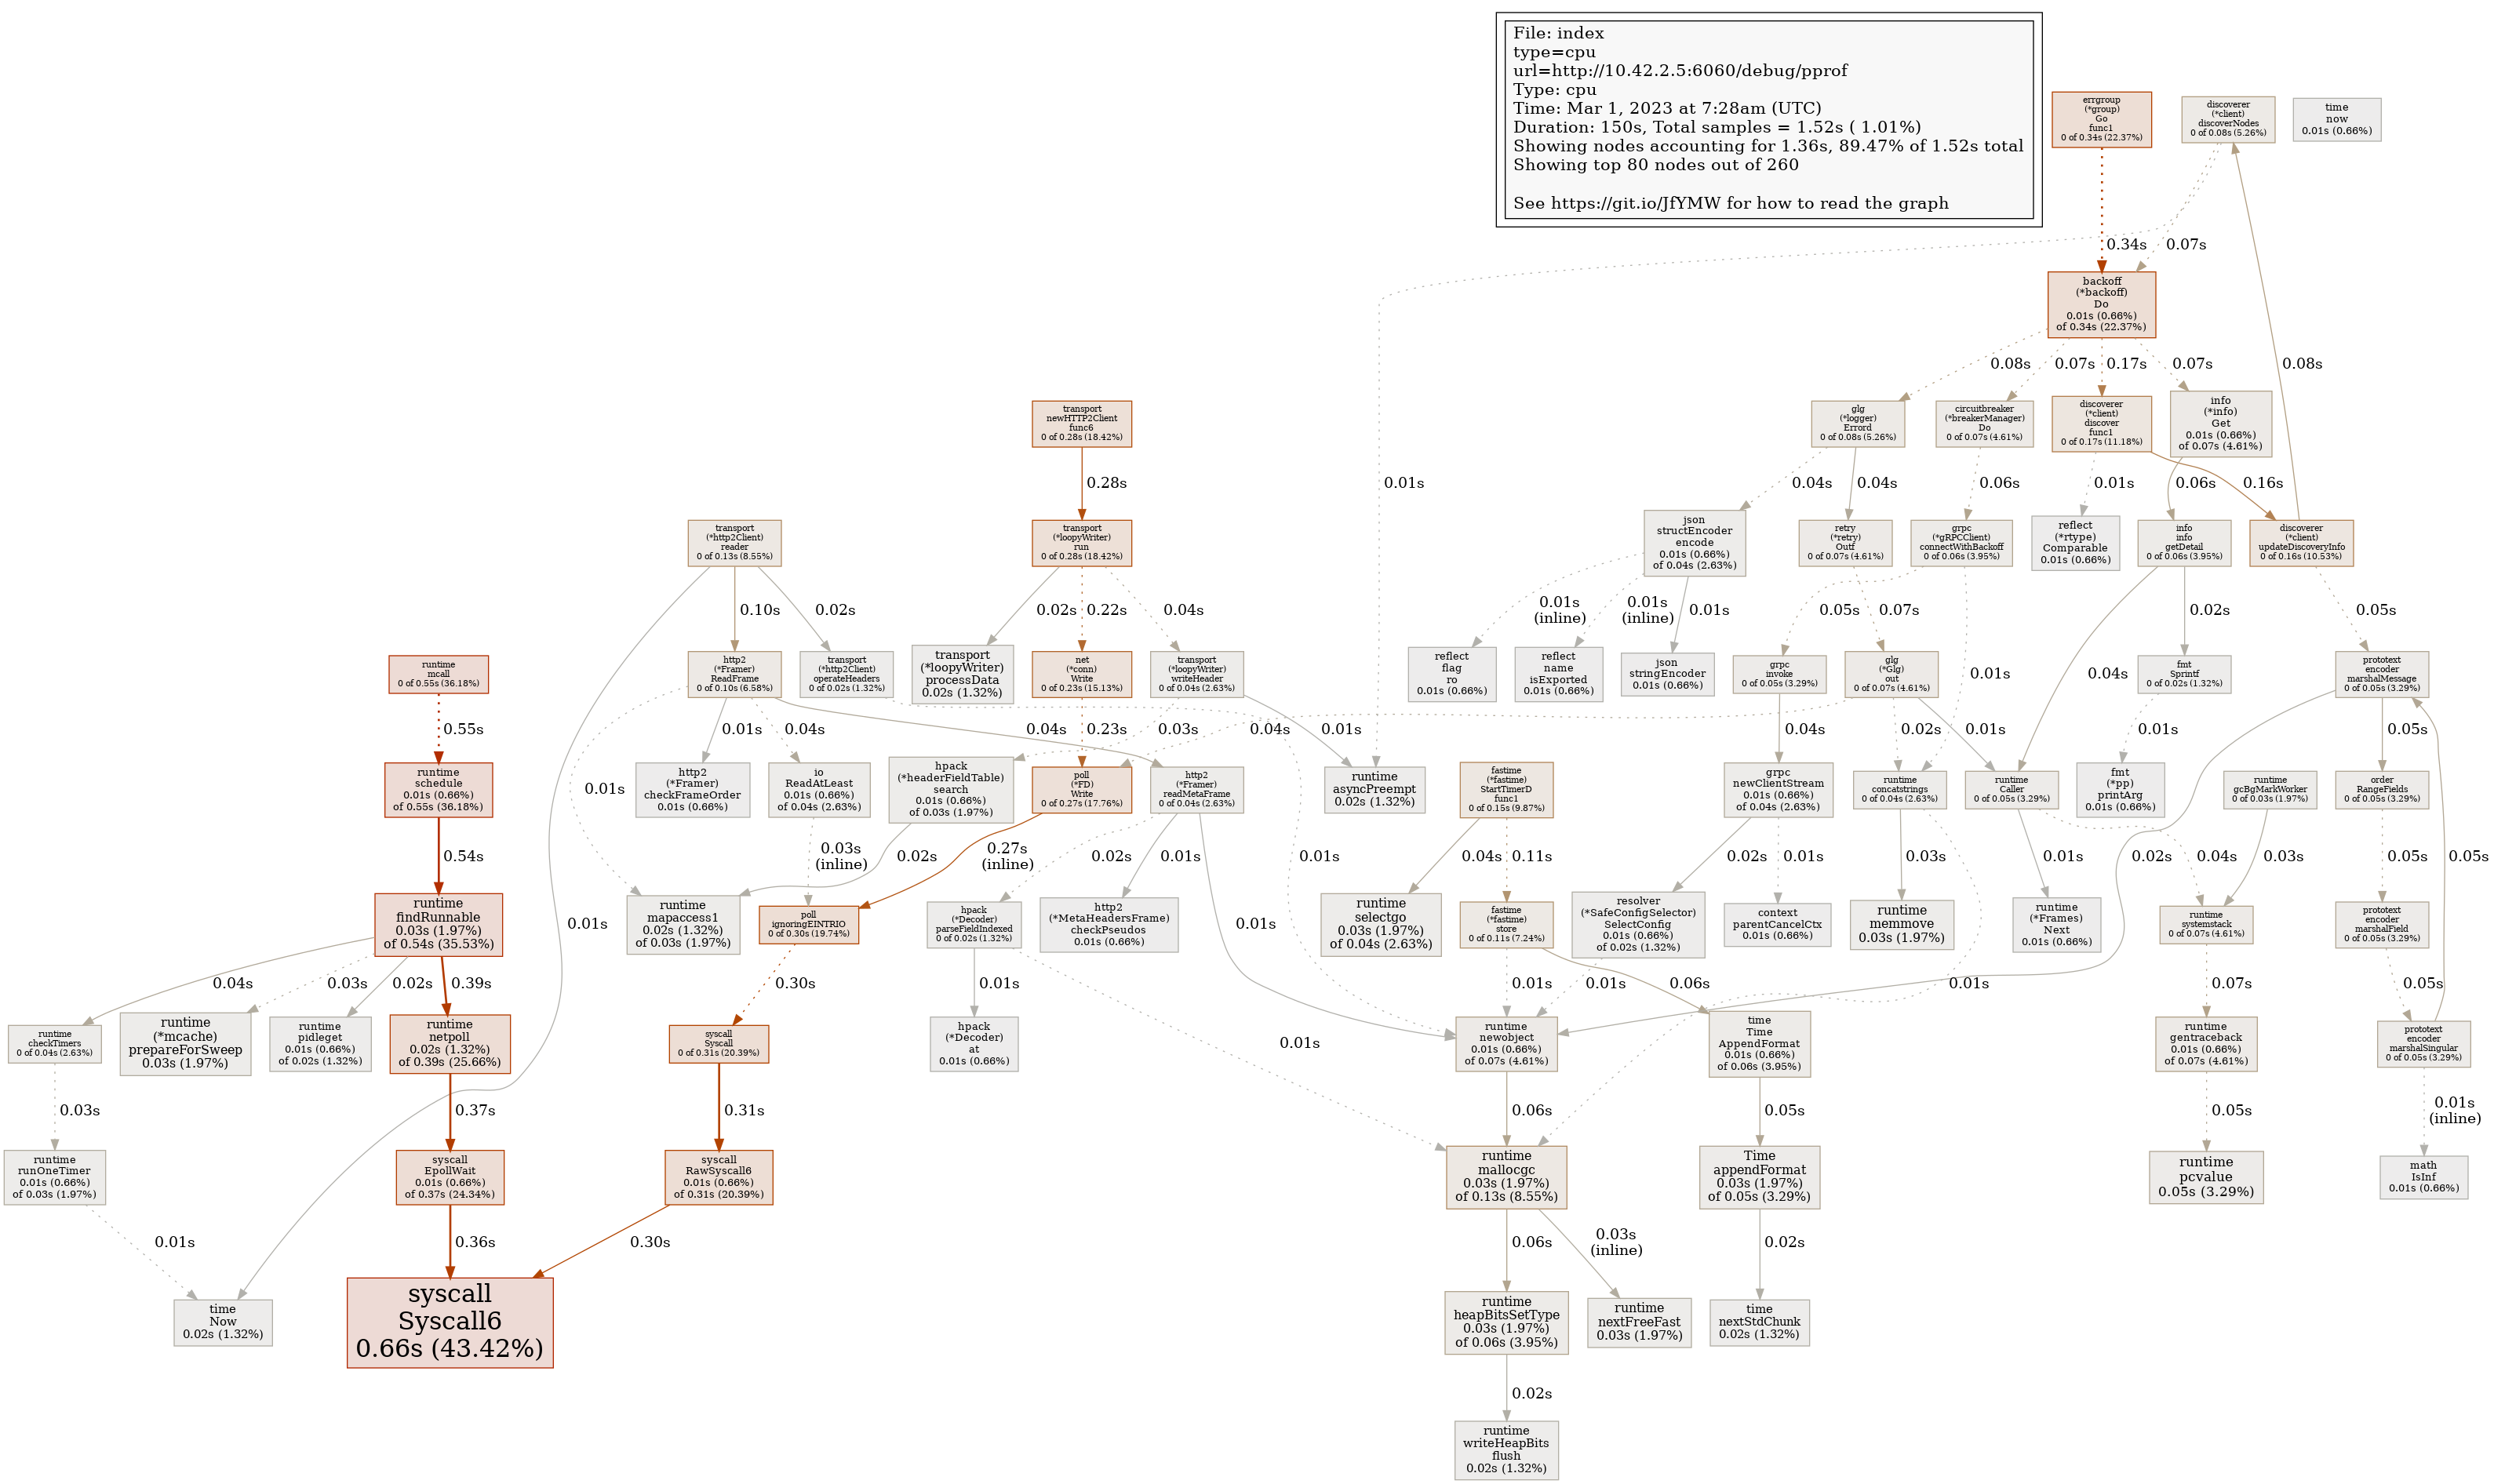 File: index
type=cpu
url=http://10.42.2.5:6060/debug/pprof
Type: cpu
Time: Mar 1, 2023 at 7:28am (UTC)
Duration: 150s, Total samples = 1.52s ( 1.01%)
Showing nodes accounting for 1.36s, 89.47% of 1.52s total
Showing top 80 nodes out of 260
See https://git.io/JfYMW for how to read the graph
errgroup
(*group)
Go
func1
0 of 0.34s (22.37%)
discoverer
(*client)
discoverNodes
0 of 0.08s (5.26%)
time
now
0.01s (0.66%)
0.34s
0.07s
backoff
(*backoff)
Do
0.01s (0.66%)
of 0.34s (22.37%)
0.08s
0.07s
0.17s
0.07s
0.08s
transport
newHTTP2Client
func6
0 of 0.28s (18.42%)
glg
(*logger)
Errord
0 of 0.08s (5.26%)
circuitbreaker
(*breakerManager)
Do
0 of 0.07s (4.61%)
discoverer
(*client)
discover
func1
0 of 0.17s (11.18%)
info
(*info)
Get
0.01s (0.66%)
of 0.07s (4.61%)
0.28s
0.01s
0.04s
0.04s
0.06s
0.01s
0.06s
0.16s
transport
(*http2Client)
reader
0 of 0.13s (8.55%)
transport
(*loopyWriter)
run
0 of 0.28s (18.42%)
json
structEncoder
encode
0.01s (0.66%)
of 0.04s (2.63%)
retry
(*retry)
Outf
0 of 0.07s (4.61%)
grpc
(*gRPCClient)
connectWithBackoff
0 of 0.06s (3.95%)
reflect
(*rtype)
Comparable
0.01s (0.66%)
info
info
getDetail
0 of 0.06s (3.95%)
discoverer
(*client)
updateDiscoveryInfo
0 of 0.16s (10.53%)
0.10s
0.02s
0.02s
0.22s
0.04s
0.01s
(inline)
0.01s
(inline)
0.01s
0.05s
0.07s
0.02s
0.05s
runtime
mcall
0 of 0.55s (36.18%)
http2
(*Framer)
ReadFrame
0 of 0.10s (6.58%)
transport
(*http2Client)
operateHeaders
0 of 0.02s (1.32%)
transport
(*loopyWriter)
processData
0.02s (1.32%)
net
(*conn)
Write
0 of 0.23s (15.13%)
transport
(*loopyWriter)
writeHeader
0 of 0.04s (2.63%)
reflect
flag
ro
0.01s (0.66%)
reflect
name
isExported
0.01s (0.66%)
json
stringEncoder
0.01s (0.66%)
grpc
invoke
0 of 0.05s (3.29%)
glg
(*Glg)
out
0 of 0.07s (4.61%)
0.01s
0.04s
fmt
Sprintf
0 of 0.02s (1.32%)
prototext
encoder
marshalMessage
0 of 0.05s (3.29%)
0.55s
0.01s
0.01s
0.04s
0.04s
0.23s
0.03s
0.04s
0.01s
0.04s
0.02s
0.01s
0.01s
0.05s
runtime
schedule
0.01s (0.66%)
of 0.55s (36.18%)
http2
(*Framer)
checkFrameOrder
0.01s (0.66%)
io
ReadAtLeast
0.01s (0.66%)
of 0.04s (2.63%)
hpack
(*headerFieldTable)
search
0.01s (0.66%)
of 0.03s (1.97%)
poll
(*FD)
Write
0 of 0.27s (17.76%)
http2
(*Framer)
readMetaFrame
0 of 0.04s (2.63%)
runtime
asyncPreempt
0.02s (1.32%)
fastime
(*fastime)
StartTimerD
func1
0 of 0.15s (9.87%)
grpc
newClientStream
0.01s (0.66%)
of 0.04s (2.63%)
runtime
concatstrings
0 of 0.04s (2.63%)
runtime
Caller
0 of 0.05s (3.29%)
fmt
(*pp)
printArg
0.01s (0.66%)
runtime
gcBgMarkWorker
0 of 0.03s (1.97%)
order
RangeFields
0 of 0.05s (3.29%)
0.54s
0.03s
(inline)
0.02s
0.27s
(inline)
0.02s
0.01s
0.01s
0.04s
0.11s
0.02s
0.01s
0.03s
0.01s
0.04s
0.03s
0.02s
0.05s
0.05s
runtime
findRunnable
0.03s (1.97%)
of 0.54s (35.53%)
0.01s
runtime
mapaccess1
0.02s (1.32%)
of 0.03s (1.97%)
poll
ignoringEINTRIO
0 of 0.30s (19.74%)
hpack
(*Decoder)
parseFieldIndexed
0 of 0.02s (1.32%)
http2
(*MetaHeadersFrame)
checkPseudos
0.01s (0.66%)
0.01s
runtime
selectgo
0.03s (1.97%)
of 0.04s (2.63%)
fastime
(*fastime)
store
0 of 0.11s (7.24%)
resolver
(*SafeConfigSelector)
SelectConfig
0.01s (0.66%)
of 0.02s (1.32%)
context
parentCancelCtx
0.01s (0.66%)
runtime
memmove
0.03s (1.97%)
runtime
(*Frames)
Next
0.01s (0.66%)
runtime
systemstack
0 of 0.07s (4.61%)
prototext
encoder
marshalField
0 of 0.05s (3.29%)
0.04s
0.03s
0.02s
0.39s
0.30s
0.01s
0.01s
0.01s
0.06s
0.01s
0.07s
0.05s
runtime
checkTimers
0 of 0.04s (2.63%)
runtime
(*mcache)
prepareForSweep
0.03s (1.97%)
runtime
pidleget
0.01s (0.66%)
of 0.02s (1.32%)
runtime
netpoll
0.02s (1.32%)
of 0.39s (25.66%)
syscall
Syscall
0 of 0.31s (20.39%)
hpack
(*Decoder)
at
0.01s (0.66%)
0.01s
runtime
newobject
0.01s (0.66%)
of 0.07s (4.61%)
time
Time
AppendFormat
0.01s (0.66%)
of 0.06s (3.95%)
runtime
gentraceback
0.01s (0.66%)
of 0.07s (4.61%)
prototext
encoder
marshalSingular
0 of 0.05s (3.29%)
0.03s
0.37s
0.31s
0.06s
0.05s
0.05s
0.01s
(inline)
runtime
runOneTimer
0.01s (0.66%)
of 0.03s (1.97%)
syscall
EpollWait
0.01s (0.66%)
of 0.37s (24.34%)
syscall
RawSyscall6
0.01s (0.66%)
of 0.31s (20.39%)
runtime
mallocgc
0.03s (1.97%)
of 0.13s (8.55%)
Time
appendFormat
0.03s (1.97%)
of 0.05s (3.29%)
runtime
pcvalue
0.05s (3.29%)
math
IsInf
0.01s (0.66%)
0.01s
0.36s
0.30s
0.06s
0.03s
(inline)
0.02s
time
Now
0.02s (1.32%)
syscall
Syscall6
0.66s (43.42%)
runtime
heapBitsSetType
0.03s (1.97%)
of 0.06s (3.95%)
runtime
nextFreeFast
0.03s (1.97%)
time
nextStdChunk
0.02s (1.32%)
0.02s
runtime
writeHeapBits
flush
0.02s (1.32%)